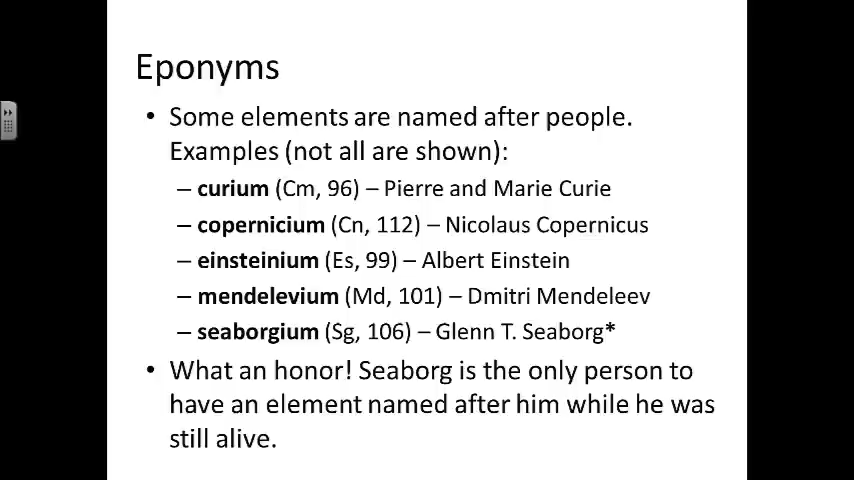 Eponyms
• Some elements are named after people.
Examples (not all are shown):
– curium (Cm, 96) – Pierre and Marie Curie
– copernicium (Cn, 112) – Nicolaus Copernicus
– einsteinium (Es, 99) – Albert Einstein
– mendelevium (Md, 101) – Dmitri Mendeleev
– seaborgium (Sg, 106) – Glenn T. Seaborg*
• What an honor! Seaborg is the only person to
have an element named after him while he was
still alive.